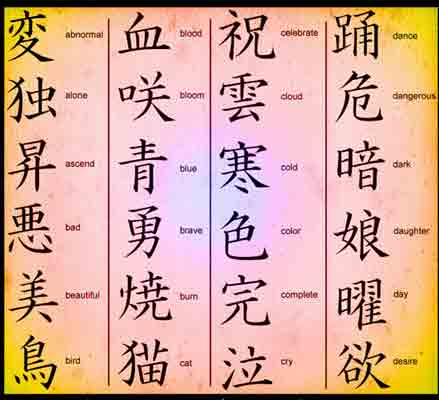 変 abnormal
独 alone
昇 ascend
悪 bad
美 beautiful
鳥 bird
血 blood
咲 bloom
青 blue
勇 brave
焼 burn
猫 cat
祝 celebrate
雲 cloud
寒 cold
色 color
完 complete
泣 cry
踊 dance
危 dangerous
暗 dark
娘 daughter
曜 day
欲 desire